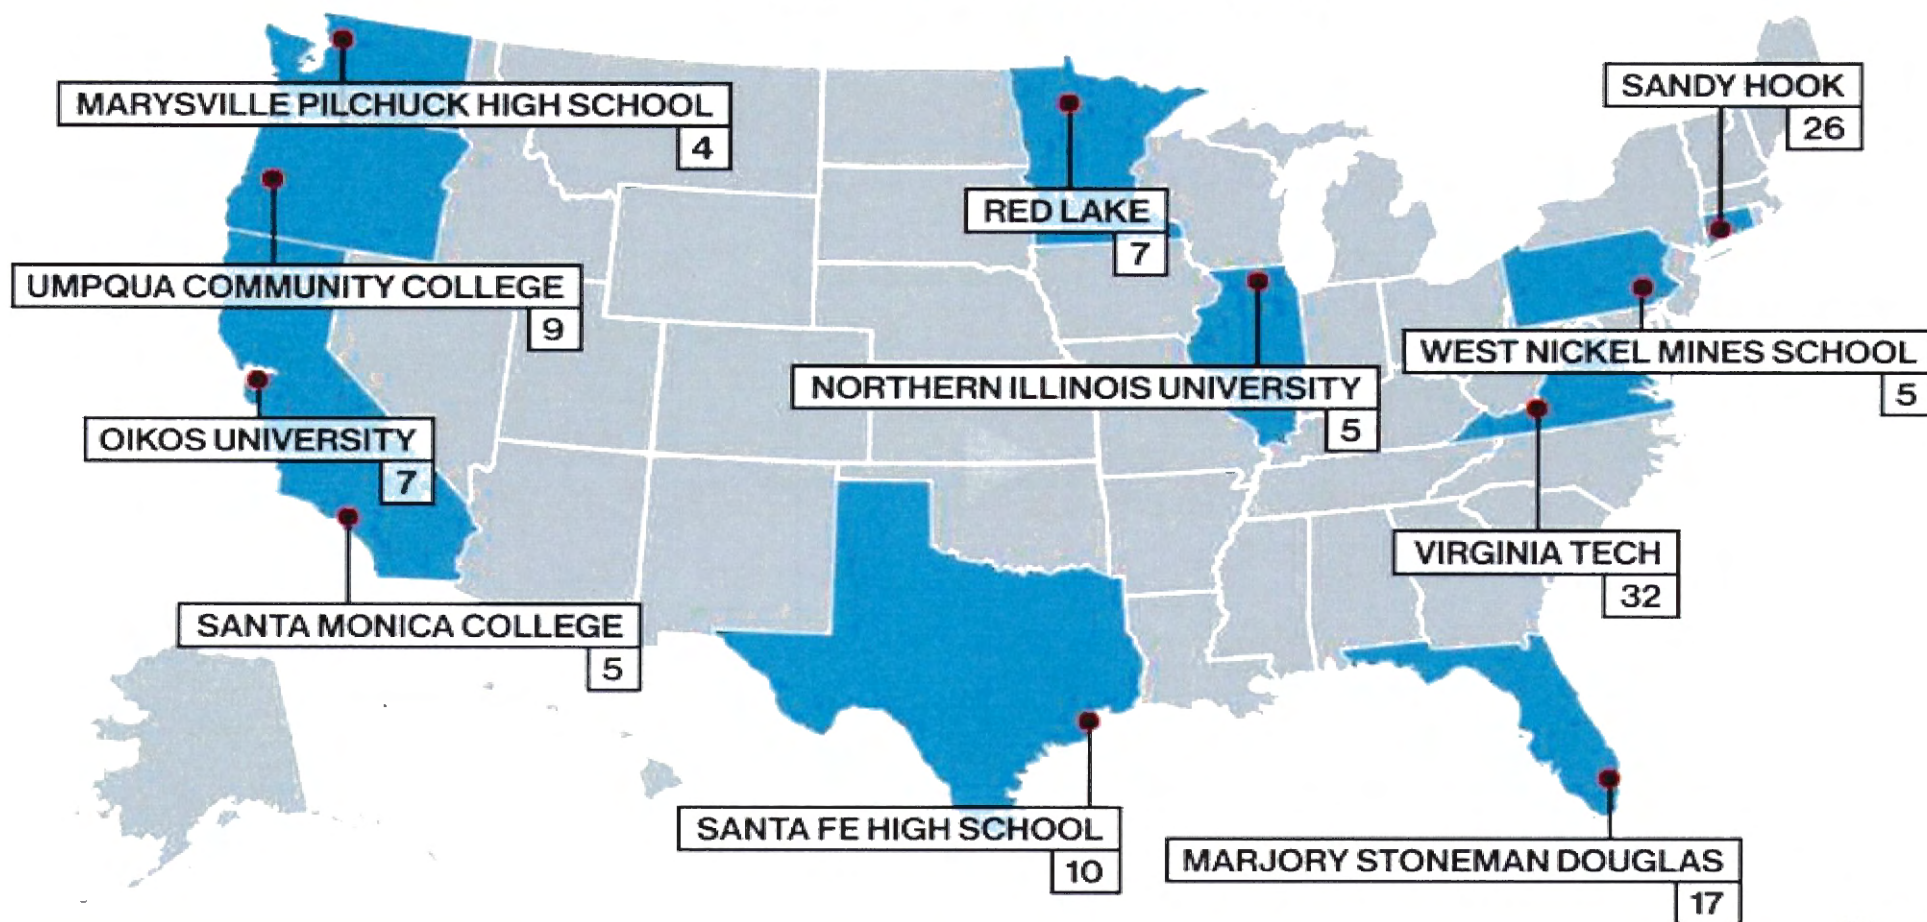 MARYSVILLE PILCHUCK HIGH SCHOOL
4
UMPQUA COMMUNITY COLLEGE
9
OIKOS UNIVERSITY
7
SANTA MONICA COLLEGE
5
RED LAKE
7
NORTHERN ILLINOIS UNIVERSITY
5
SANTA FE HIGH SCHOOL
10
SANDY HOOK
26
WEST NICKEL MINES SCHOOL
5
VIRGINIA TECH
32
MARJORY STONEMAN DOUGLAS
17